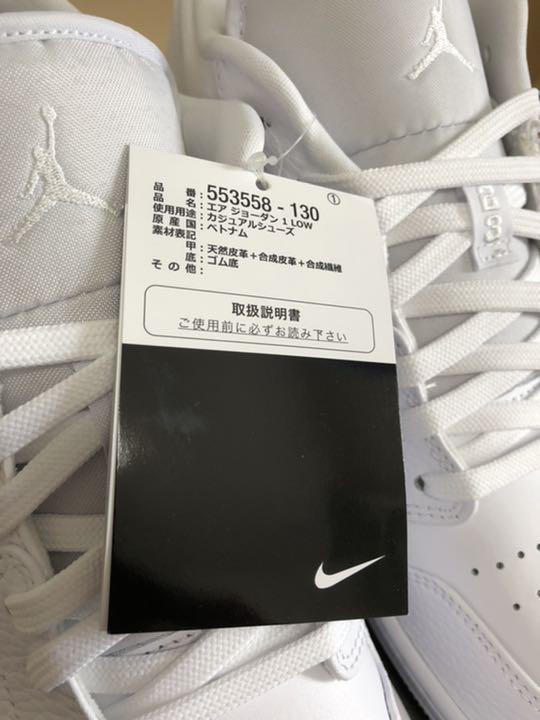 ①
品番：553558 - 130
品名：エア ジョーダン 1 LOW
使用用途：カジュアルシューズ
原産国：ベトナム
素材表記
甲：天然皮革＋合成皮革＋合成繊維
底：ゴム底
その他：
取扱説明書
ご使用前に必ずお読み下さい